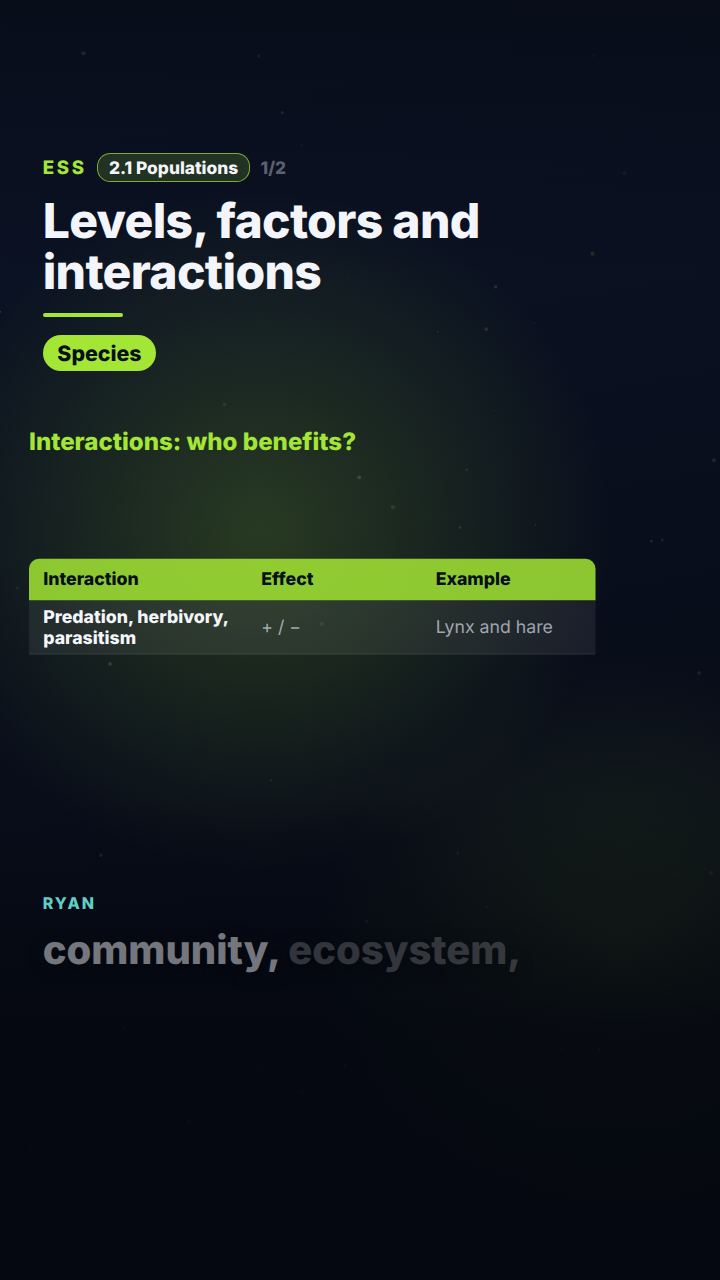 ESS 2.1 Populations 1/2
Levels, factors and
interactions
Species
Interactions: who benefits?
Interaction Effect Example
Predation, herbivory,
parasitism + / − Lynx and hare
RYAN
community, ecosystem,